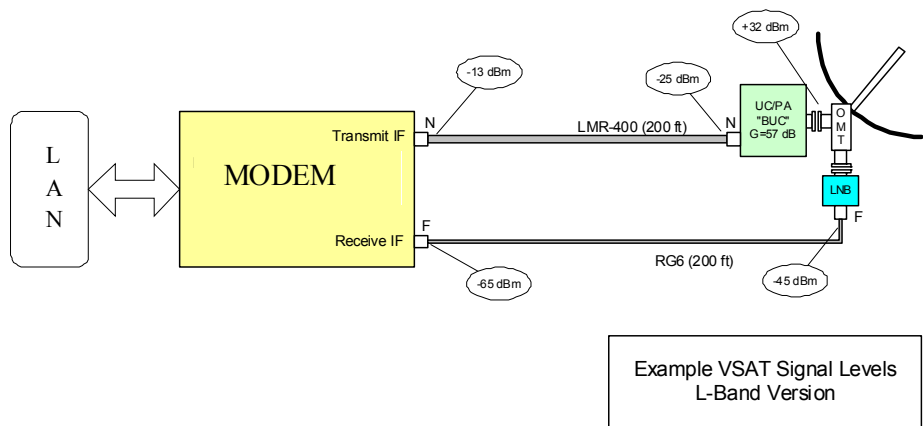 +32 dBm
-13 dBm
-25 dBm
UC/PA
"BUC"
G=57 dB
N
N
Transmit IF
LMR-400 (200 ft)
O
M
T
L
A
N
MODEM
LNB
F
F
Receive IF
RG6 (200 ft)
-65 dBm
-45 dBm
Example VSAT Signal Levels
L-Band Version